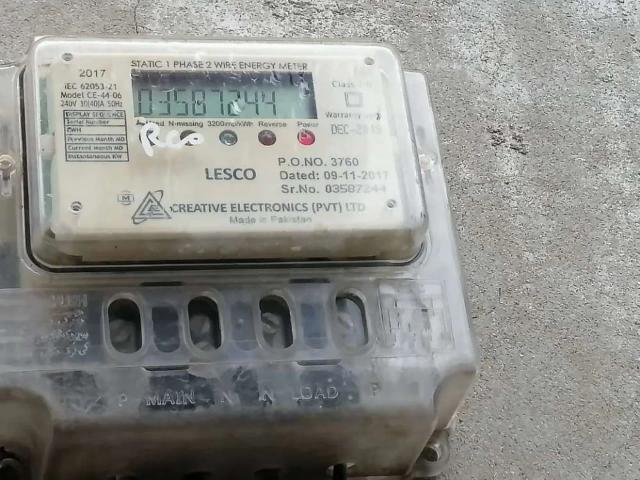 STATIC 1 PHASE 2 WIRE ENERGY METER
2017
IEC 62053-21
Model CE-44-06
240V 10(40)A 50Hz
DISPLAY SEQUENCE
Serial Number
KWH
Previous Month MD
Current Month MD
Instantaneous KW
03587244
Class
Warranty
DEC-2019
N-missing 3200imp/kWh Reverse Power
LESCO
P.O.NO. 3760
Dated: 09-11-2017
Sr.No. 03587244
M
CREATIVE ELECTRONICS (PVT) LTD
Made in Pakistan
P MAIN N N LOAD P